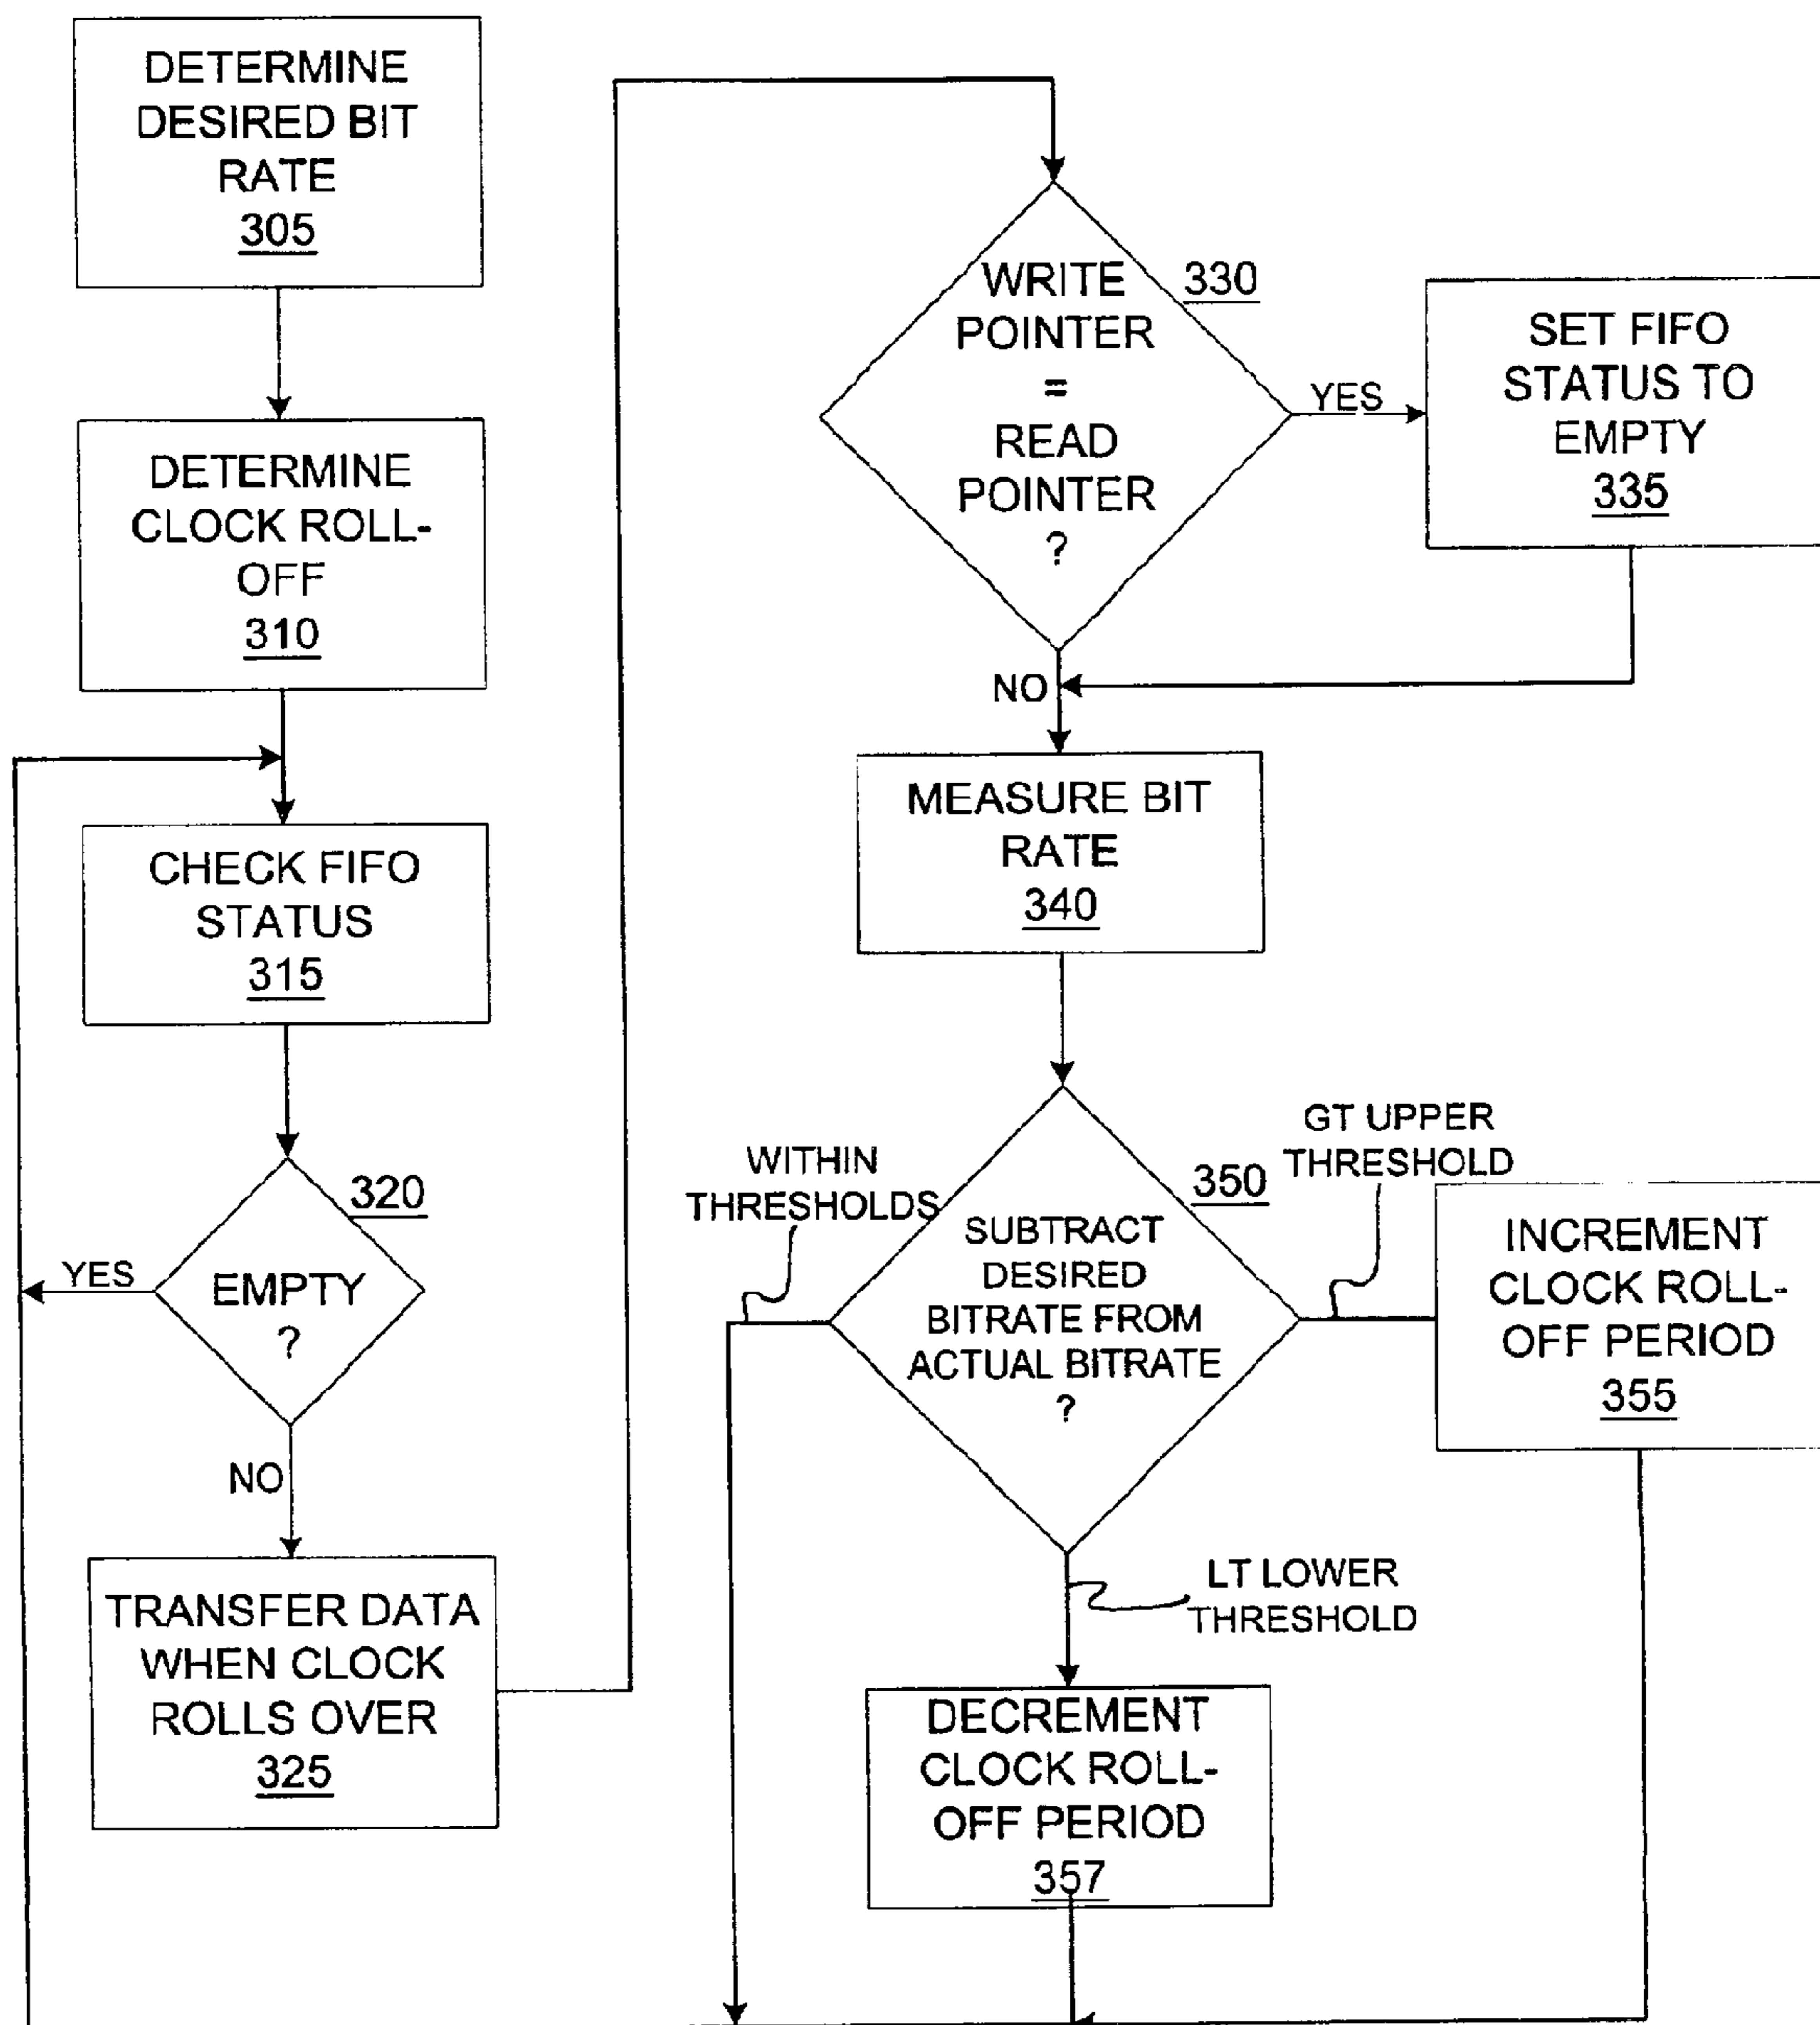 DETERMINE
DESIRED BIT
RATE
305
DETERMINE
CLOCK ROLL-
OFF
310
CHECK FIFO
STATUS
315
320
YES
EMPTY
?
NO
TRANSFER DATA
WHEN CLOCK
ROLLS OVER
325
330
WRITE
POINTER
=
READ
POINTER
?
YES
SET FIFO
STATUS TO
EMPTY
335
NO
MEASURE BIT
RATE
340
WITHIN
THRESHOLDS
350
GT UPPER
THRESHOLD
SUBTRACT
DESIRED
BITRATE FROM
ACTUAL BITRATE
?
INCREMENT
CLOCK ROLL-
OFF PERIOD
355
LT LOWER
THRESHOLD
DECREMENT
CLOCK ROLL-
OFF PERIOD
357